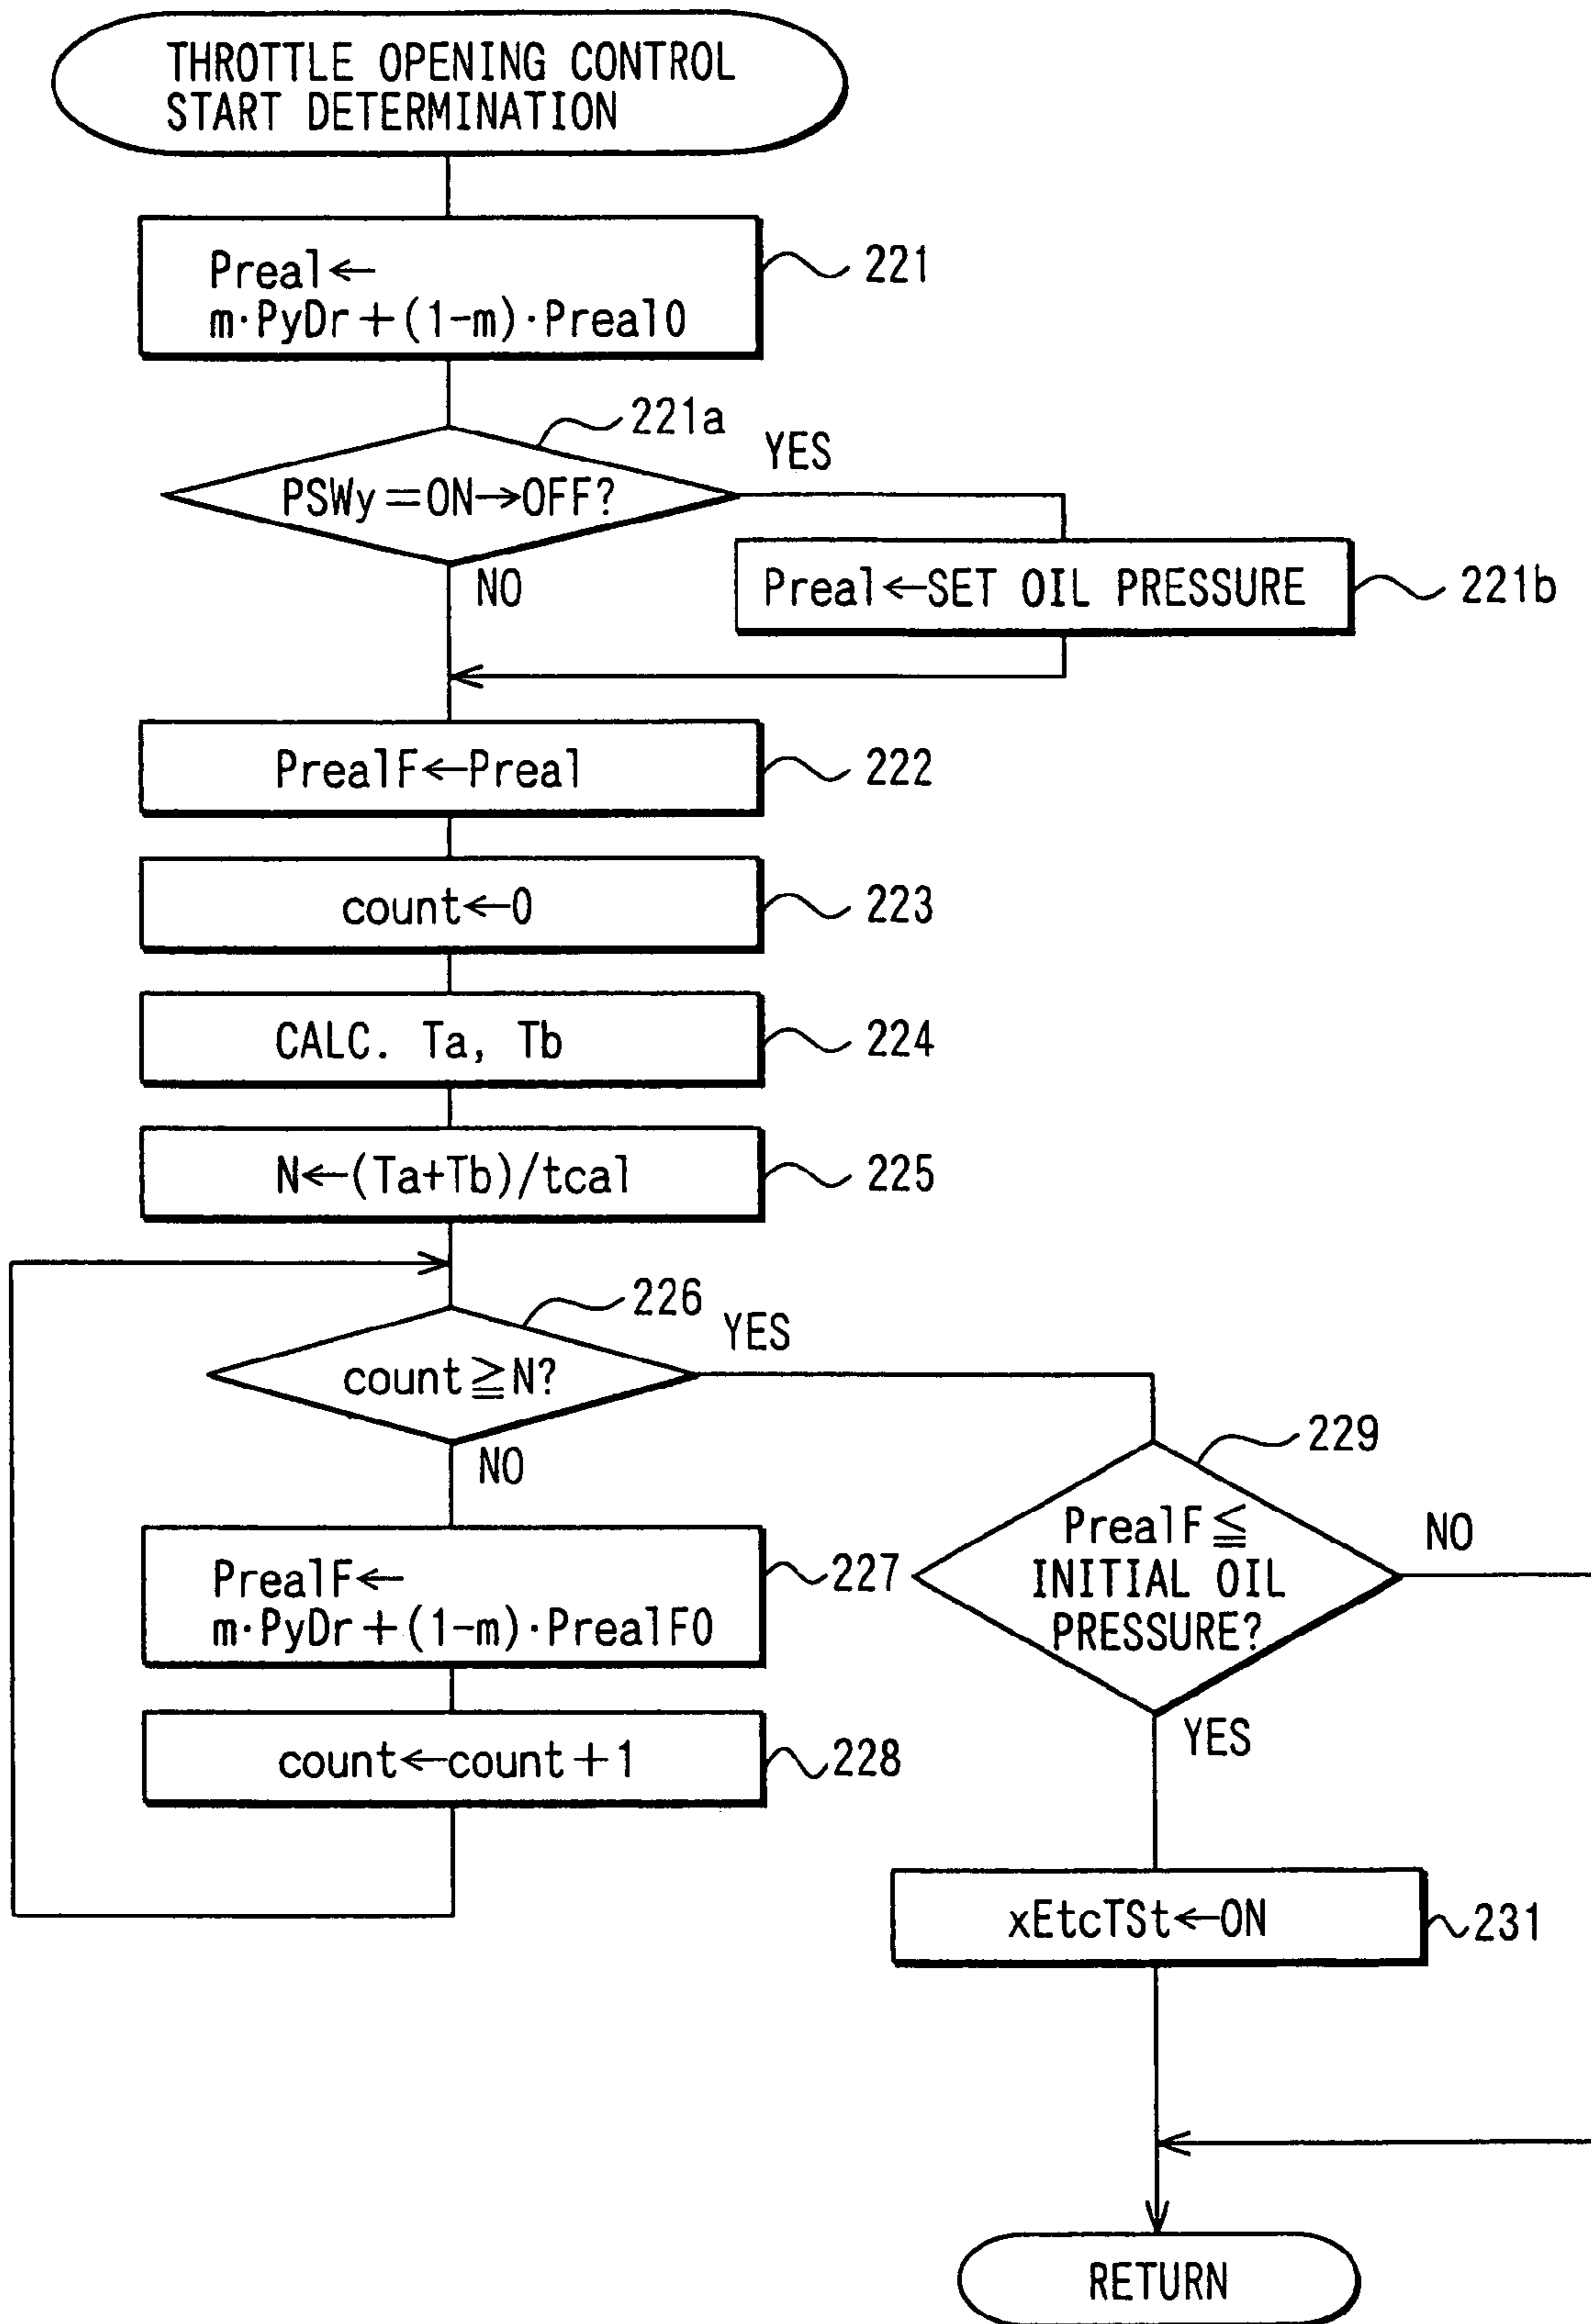 THROTTLE OPENING CONTROL
START DETERMINATION
Preal←
m·PyDr+(1-m)·Preal0
221
221a
PSWy=ON→OFF?
YES
NO
Preal←SET OIL PRESSURE
221b
PrealF←Preal
222
count←0
223
CALC. Ta, Tb
224
N←(Ta+Tb)/tcal
225
226
count≧N?
YES
NO
229
PrealF≦
INITIAL OIL
PRESSURE?
NO
YES
PrealF←
m·PyDr+(1-m)·PrealF0
227
count←count+1
228
xEtcTSt←ON
231
RETURN